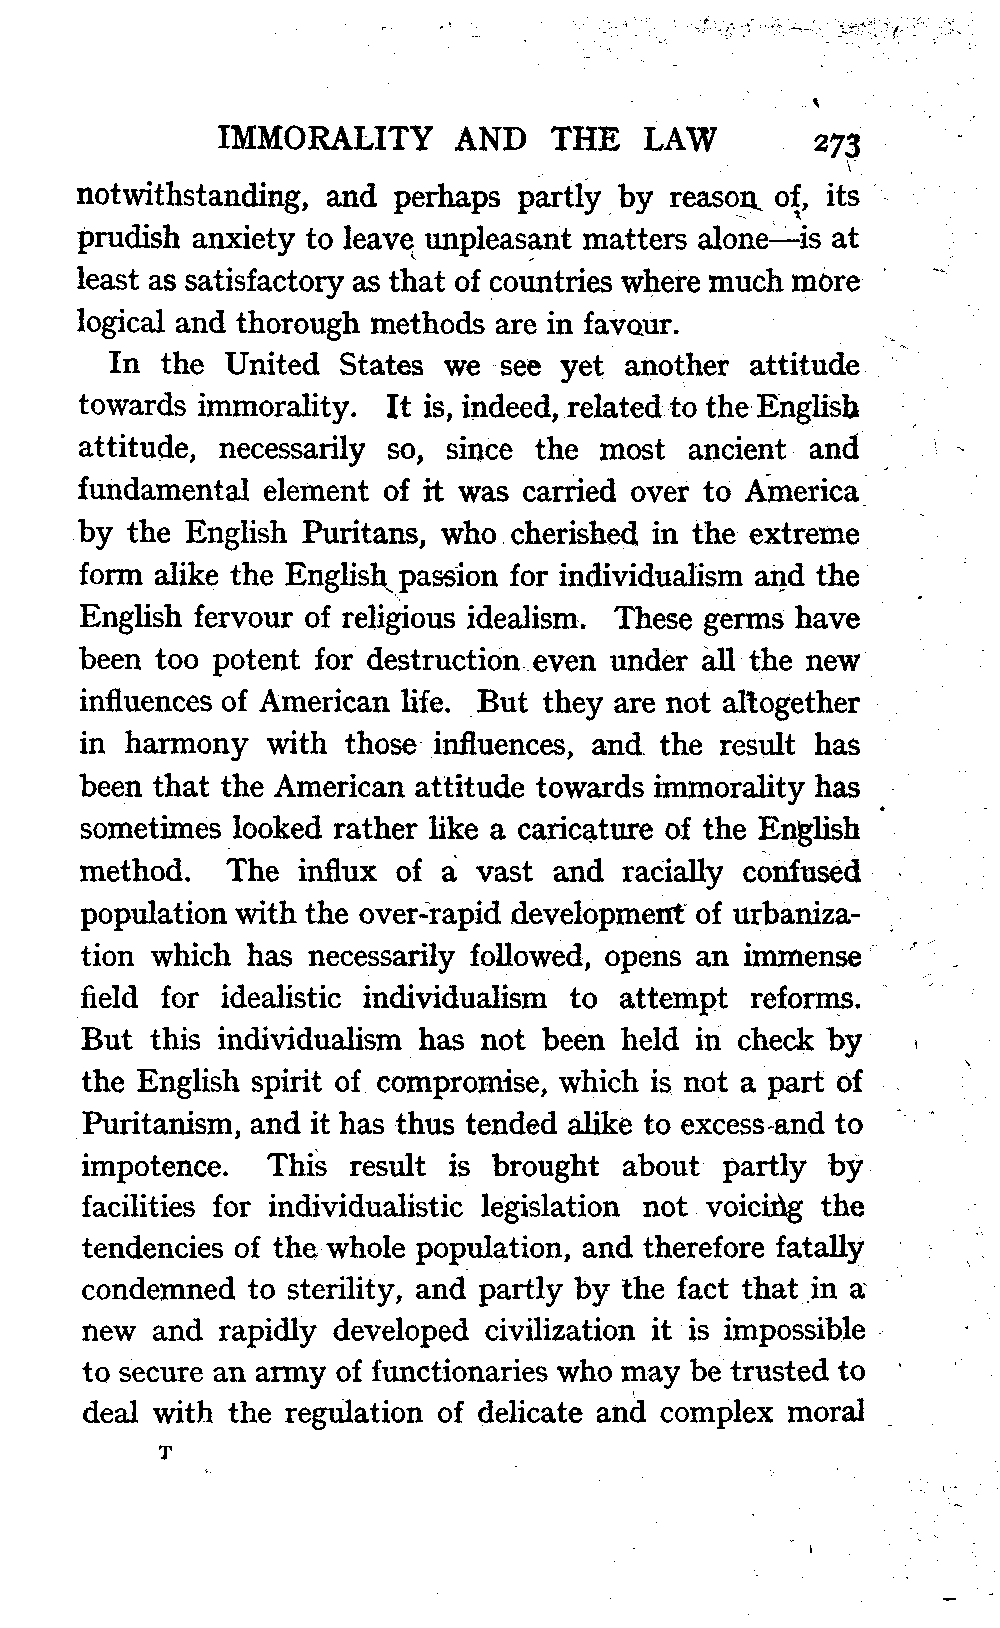 IMMORALITY AND THE LAW 273
notwithstanding, and perhaps partly by reason of, its
prudish anxiety to leave unpleasant matters alone—is at
least as satisfactory as that of countries where much more
logical and thorough methods are in favour.
In the United States we see yet another attitude
towards immorality. It is, indeed, related to the English
attitude, necessarily so, since the most ancient and
fundamental element of it was carried over to America
by the English Puritans, who cherished in the extreme
form alike the English passion for individualism and the
English fervour of religious idealism. These germs have
been too potent for destruction even under all the new
influences of American life. But they are not altogether
in harmony with those influences, and the result has
been that the American attitude towards immorality has
sometimes looked rather like a caricature of the English
method. The influx of a vast and racially confused
population with the over-rapid development of urbaniza-
tion which has necessarily followed, opens an immense
field for idealistic individualism to attempt reforms.
But this individualism has not been held in check by
the English spirit of compromise, which is not a part of
Puritanism, and it has thus tended alike to excess and to
impotence. This result is brought about partly by
facilities for individualistic legislation not voicing the
tendencies of the whole population, and therefore fatally
condemned to sterility, and partly by the fact that in a
new and rapidly developed civilization it is impossible
to secure an army of functionaries who may be trusted to
deal with the regulation of delicate and complex moral
T